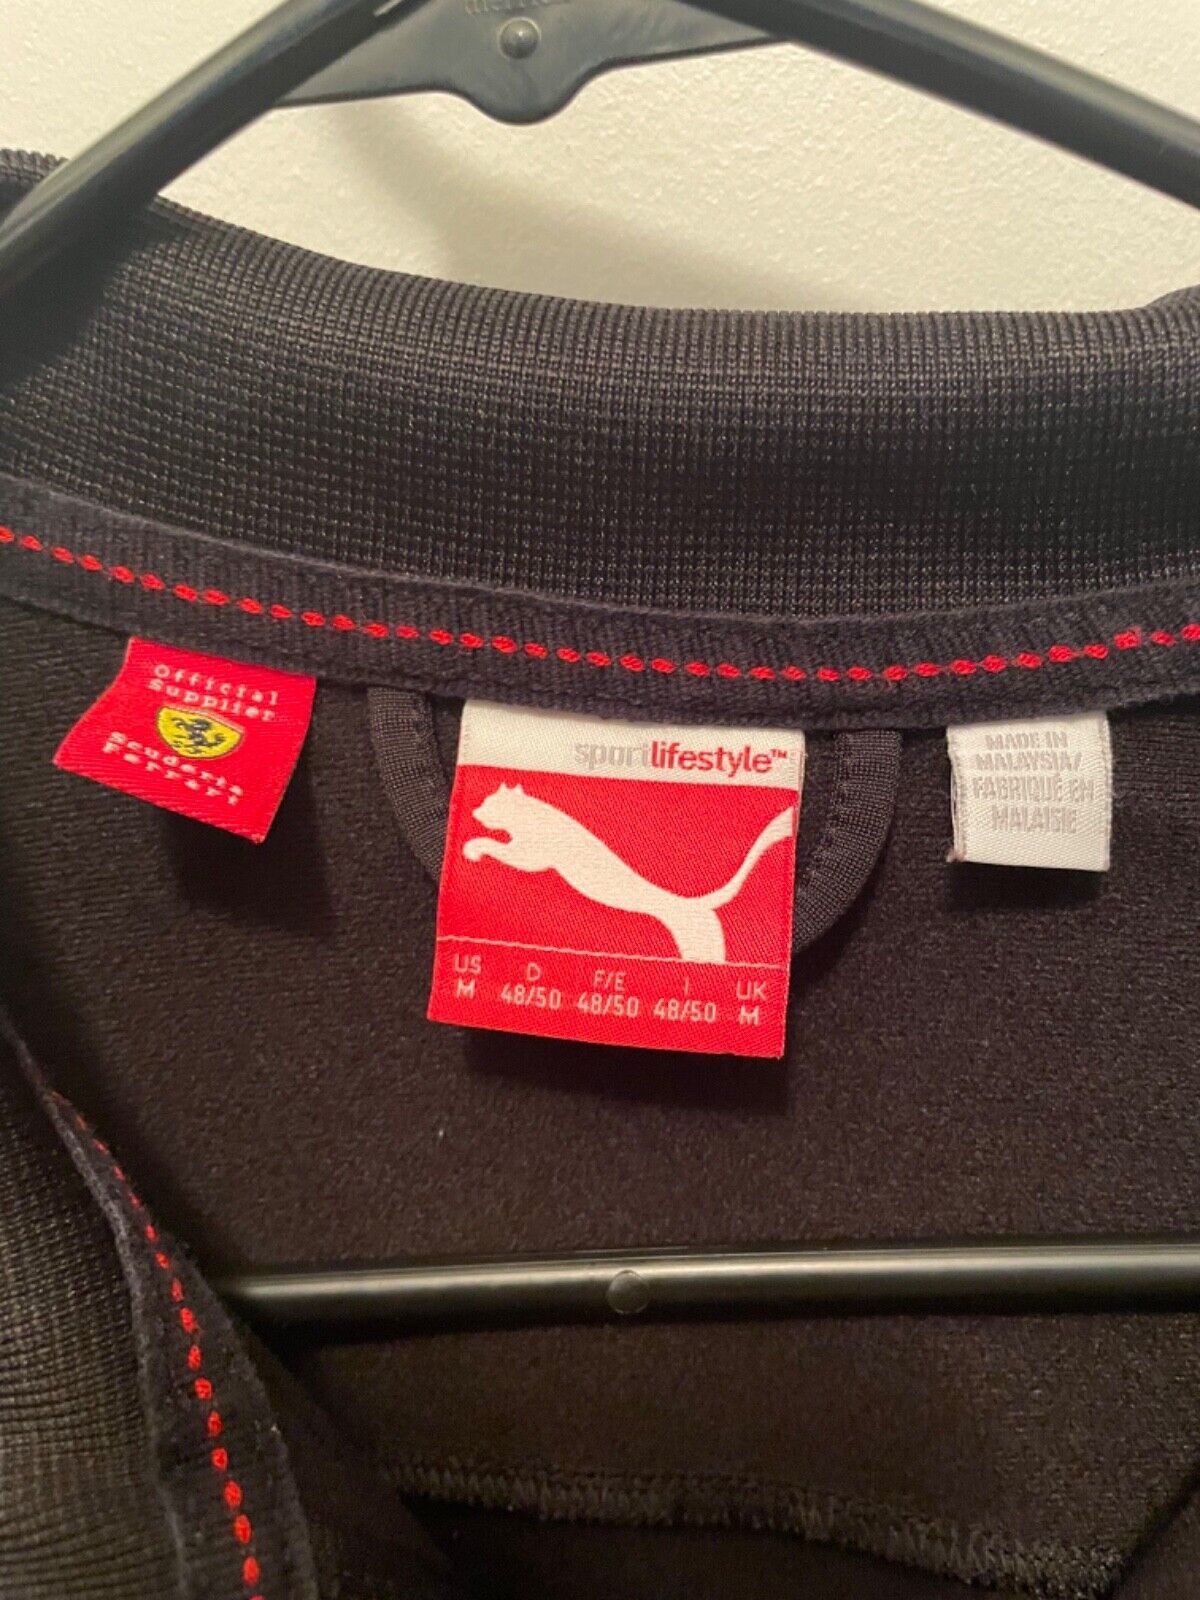 Official
Supplier
Scuderia
Ferrari
sportlifestyle™
US D F/E I UK
M 48/50 48/50 48/50 M
MADE IN
MALAYSIA/
FABRIQUÉ EN
MALAISIE